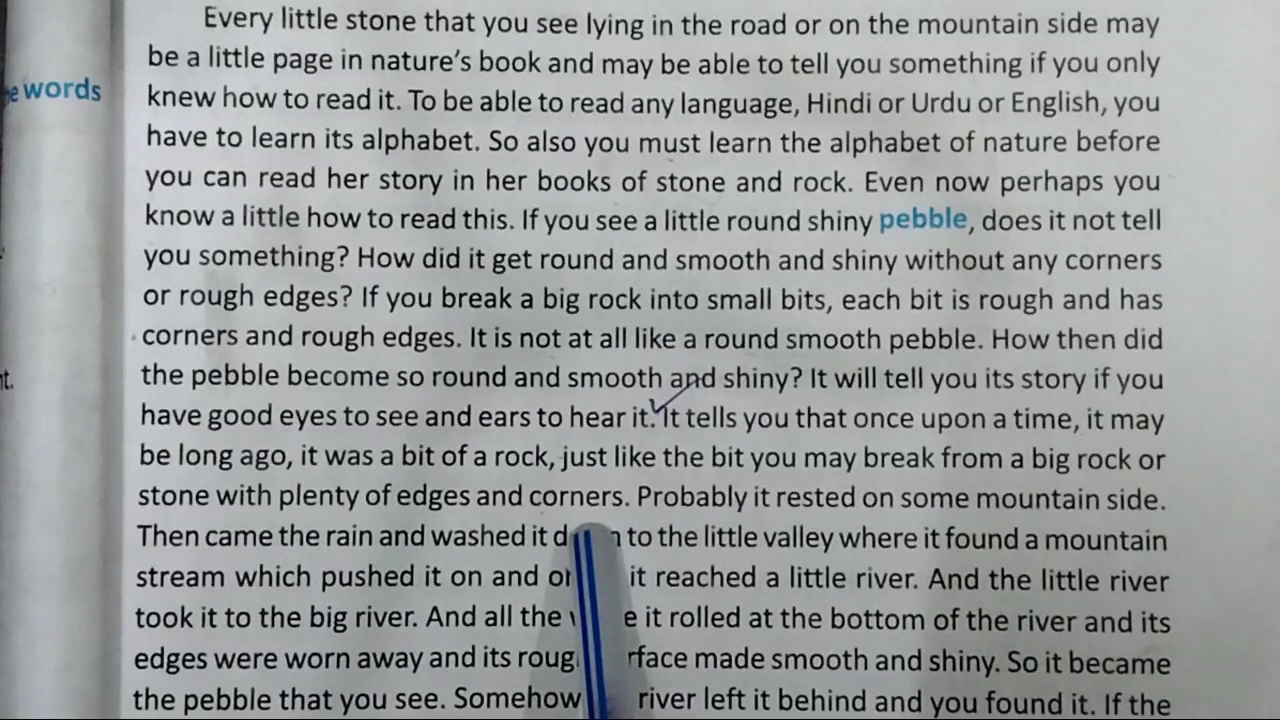 Every little stone that you see lying in the road or on the mountain side may
be a little page in nature's book and may be able to tell you something if you only
words
knew how to read it. To be able to read any language, Hindi or Urdu or English, you
have to learn its alphabet. So also you must learn the alphabet of nature before
you can read her story in her books of stone and rock. Even now perhaps you
know a little how to read this. If you see a little round shiny pebble, does it not tell
you something? How did it get round and smooth and shiny without any corners
or rough edges? If you break a big rock into small bits, each bit is rough and has
corners and rough edges. It is not at all like a round smooth pebble. How then did
the pebble become so round and smooth and shiny? It will tell you its story if you
have good eyes to see and ears to hear it. It tells you that once upon a time, it may
be long ago, it was a bit of a rock, just like the bit you may break from a big rock or
stone with plenty of edges and corners. Probably it rested on some mountain side.
Then came the rain and washed it to the little valley where it found a mountain
stream which pushed it on and it reached a little river. And the little river
took it to the big river. And all the it rolled at the bottom of the river and its
edges were worn away and its made smooth and shiny. So it became
the pebble that you see. Somehow river left it behind and you found it. If the